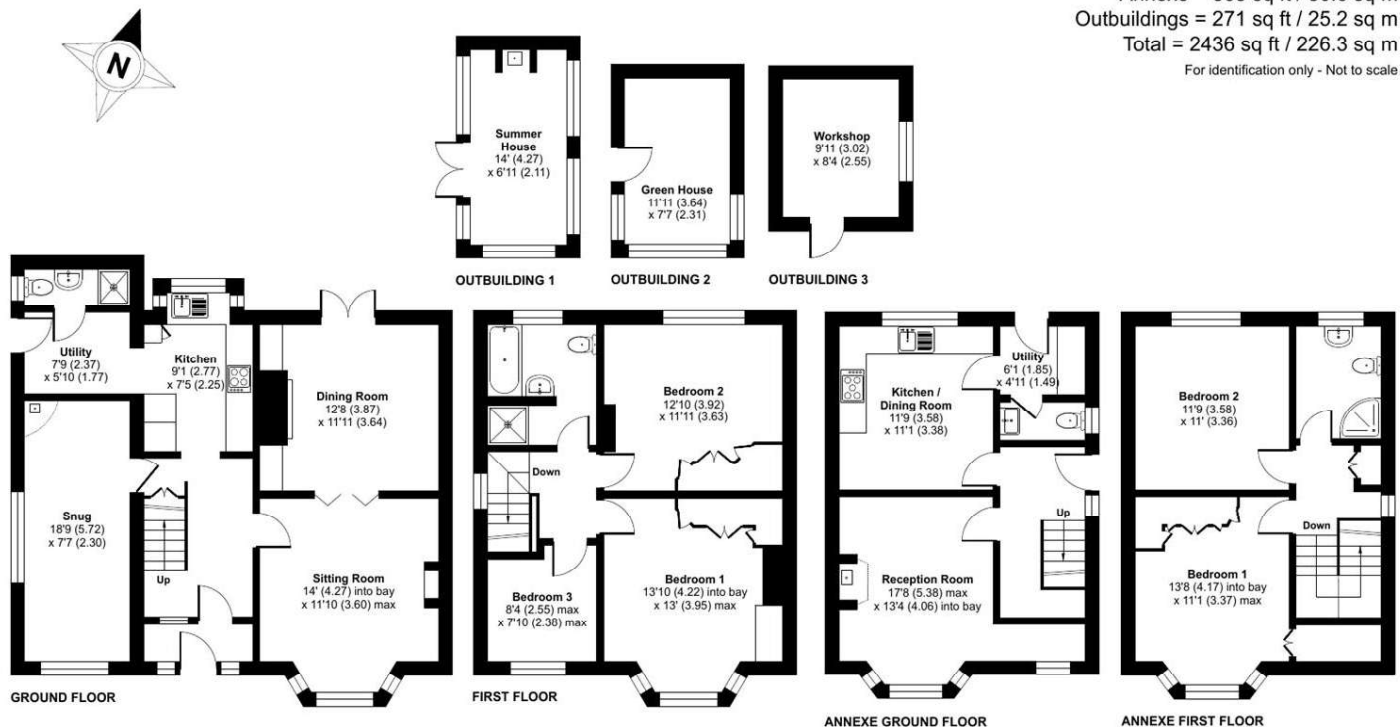 Outbuildings = 271 sq ft / 25.2 sq m
Total = 2436 sq ft / 226.3 sq m
For identification only - Not to scale
N
Summer
House
14' (4.27)
x 6'11 (2.11)
Green House
11'11 (3.64)
x 7'7 (2.31)
Workshop
9'11 (3.02)
x 8'4 (2.55)
OUTBUILDING 1
OUTBUILDING 2
OUTBUILDING 3
Utility
7'9 (2.37)
x 5'10 (1.77)
Kitchen
9'1 (2.77)
x 7'5 (2.25)
Dining Room
12'8 (3.87)
x 11'11 (3.64)
Snug
18'9 (5.72)
x 7'7 (2.30)
Up
Sitting Room
14' (4.27) into bay
x 11'10 (3.60) max
GROUND FLOOR
Bedroom 2
12'10 (3.92)
x 11'11 (3.63)
Down
Bedroom 3
8'4 (2.55) max
x 7'10 (2.38) max
Bedroom 1
13'10 (4.22) into bay
x 13' (3.95) max
FIRST FLOOR
Kitchen /
Dining Room
11'9 (3.58)
x 11'1 (3.38)
Utility
6'1 (1.85)
x 4'11 (1.49)
Up
Reception Room
17'8 (5.38) max
x 13'4 (4.06) into bay
ANNEXE GROUND FLOOR
Bedroom 2
11'9 (3.58)
x 11' (3.36)
Down
Bedroom 1
13'8 (4.17) into bay
x 11'1 (3.37) max
ANNEXE FIRST FLOOR